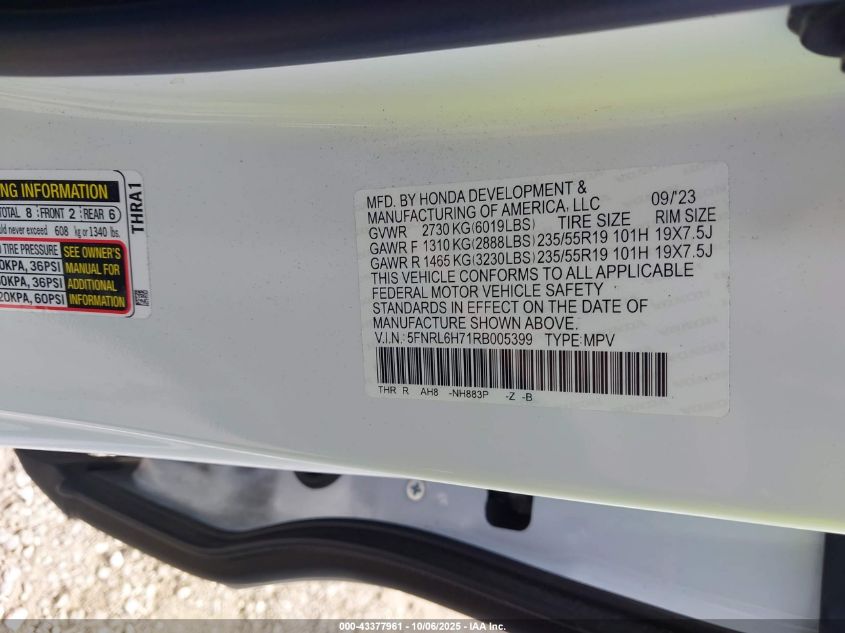 NG INFORMATION
TOTAL 8 FRONT 2 REAR 6
uld never exceed 608 kg or 1340 lbs.
TIRE PRESSURE SEE OWNER'S
0KPA, 36PSI MANUAL FOR
0KPA, 36PSI ADDITIONAL
20KPA, 60PSI INFORMATION
THRA1
MFD. BY HONDA DEVELOPMENT &
MANUFACTURING OF AMERICA, LLC 09/'23
GVWR 2730 KG(6019LBS) TIRE SIZE RIM SIZE
GAWR F 1310 KG(2888LBS) 235/55R19 101H 19X7.5J
GAWR R 1465 KG(3230LBS) 235/55R19 101H 19X7.5J
THIS VEHICLE CONFORMS TO ALL APPLICABLE
FEDERAL MOTOR VEHICLE SAFETY
STANDARDS IN EFFECT ON THE DATE OF
MANUFACTURE SHOWN ABOVE.
V.I.N.: 5FNRL6H71RB005399 TYPE:MPV
THR R AH8 -NH883P -Z -B
000-43377961 - 10/06/2025 - IAA Inc.